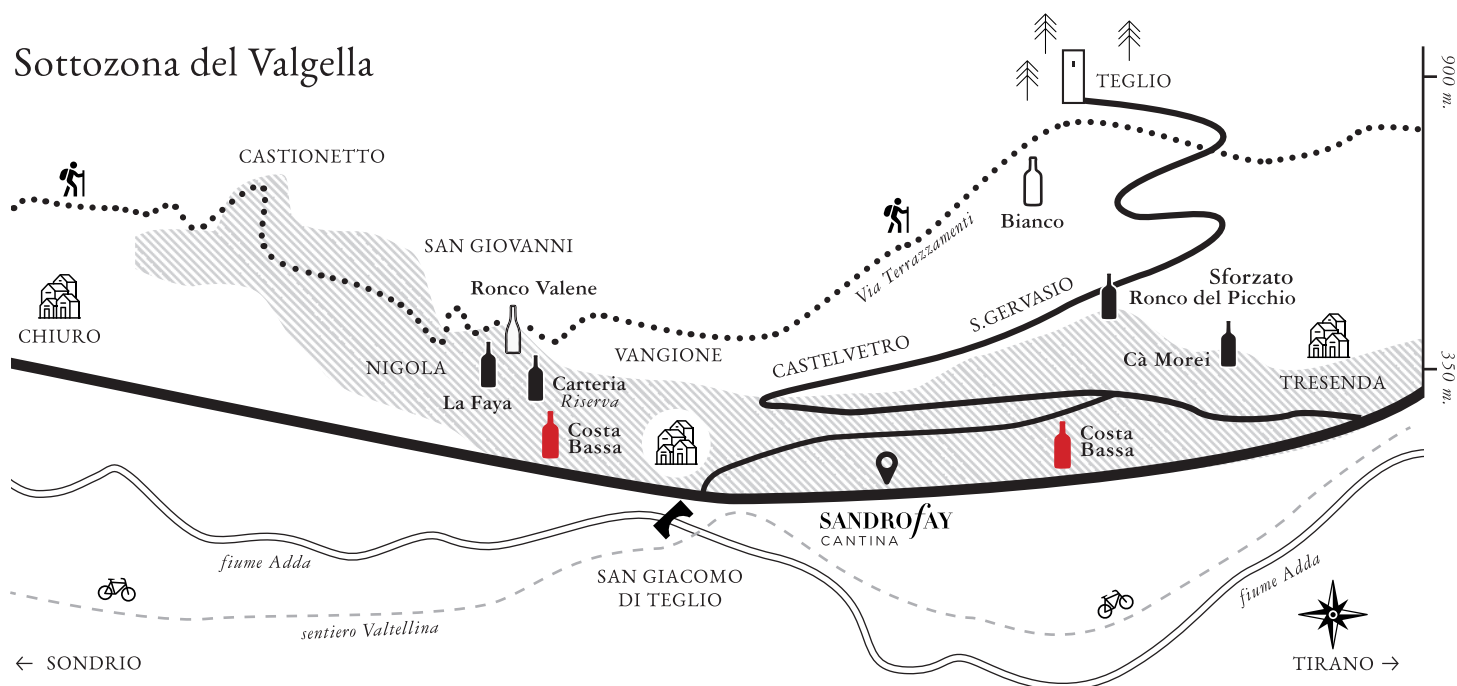 Sottozona del Valgella
TEGLIO
900 m.
CASTIONETTO
Bianco
Via Terrazzamenti
SAN GIOVANNI
Ronco Valene
S.GERVASIO
Sforzato
Ronco del Picchio
CHIURO
NIGOLA
VANGIONE
CASTELVETRO
Cà Morei
TRESENDA
350 m.
La Faya
Carteria
Riserva
Costa
Bassa
Costa
Bassa
SANDROfAY
CANTINA
fiume Adda
SAN GIACOMO
DI TEGLIO
fiume Adda
sentiero Valtellina
← SONDRIO
TIRANO →